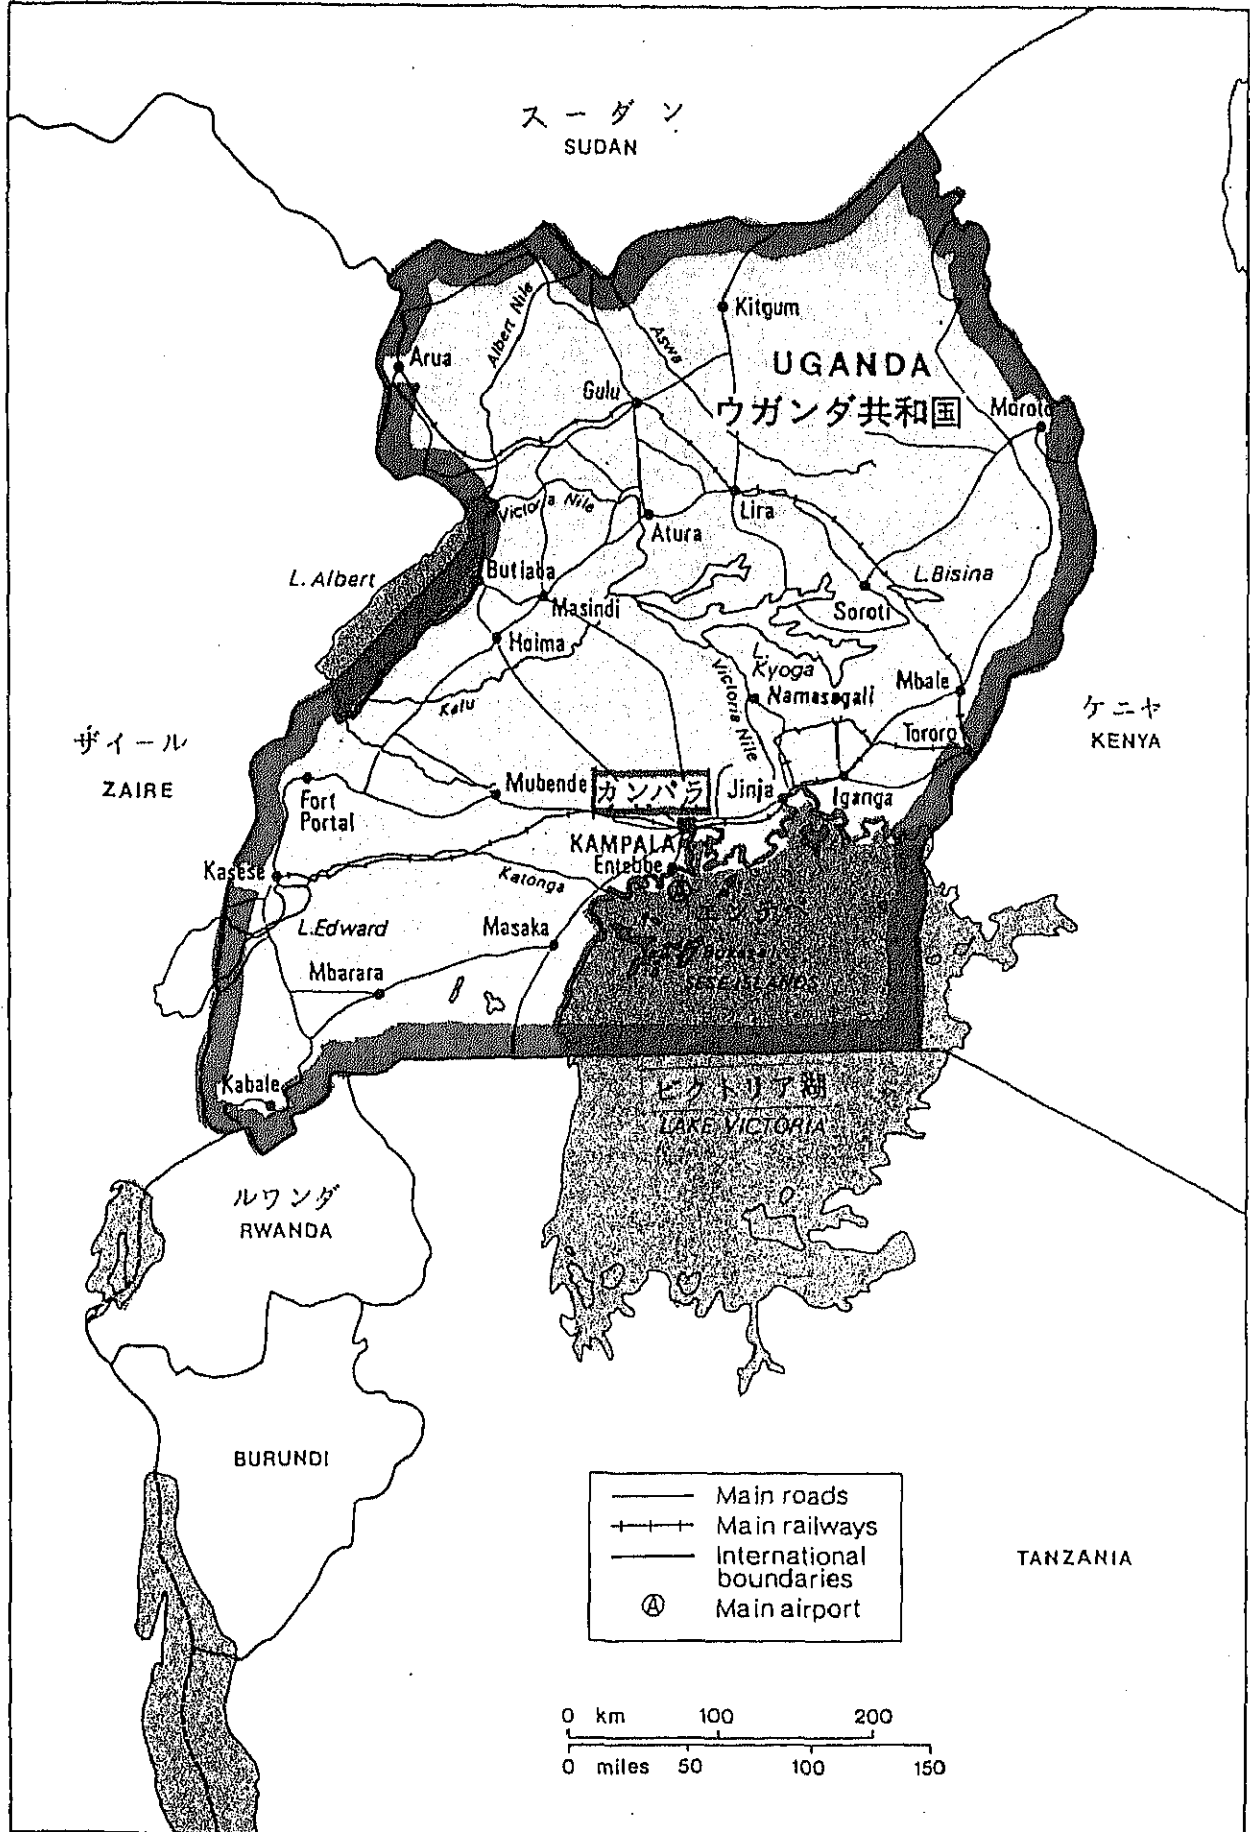 スーダン
SUDAN
Kitgum
Albert Nile
Aswa
Arua
UGANDA
Gulu
ウガンダ共和国
Moroto
Victoria Nile
Lira
Atura
L. Albert
Butiaba
L.Bisina
Masindi
Soroti
Hoima
L. Kyoga
Victoria Nile
Mbale
Namasagali
Kafu
ケニヤ
KENYA
ザイール
ZAIRE
Tororo
Mubende
カンパラ
Jinja
Iganga
Fort
Portal
KAMPALA
Entebbe
Kasese
Katonga
L.Edward
Masaka
エンテベ
SESE ISLANDS
Mbarara
Kabale
ビクトリア湖
LAKE VICTORIA
ルワンダ
RWANDA
BURUNDI
TANZANIA
Main roads
Main railways
International
boundaries
Ⓐ Main airport
0 km 100 200
0 miles 50 100 150